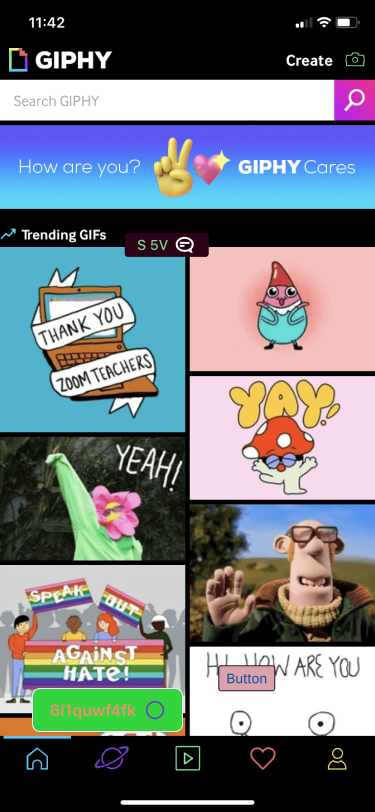 11:42
GIPHY
Create
Search GIPHY
How are you?
GIPHY Cares
Trending GIFs
S 5V
THANK YOU
ZOOM TEACHERS
YAY!
YEAH!
SPEAK OUT
AGAINST
HATE!
HI, HOW ARE YOU
Button
6l1quwf4fk